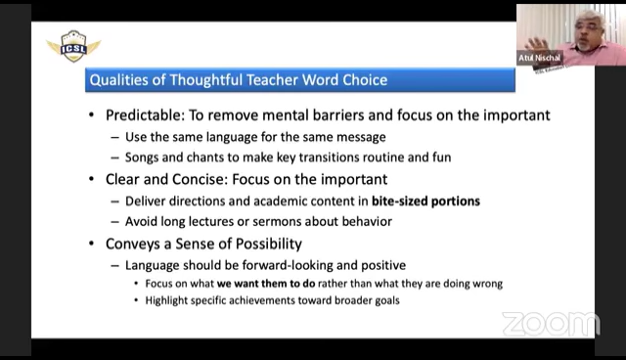 ICSL
Atul Nischal
Qualities of Thoughtful Teacher Word Choice
• Predictable: To remove mental barriers and focus on the important
– Use the same language for the same message
– Songs and chants to make key transitions routine and fun
• Clear and Concise: Focus on the important
– Deliver directions and academic content in bite-sized portions
– Avoid long lectures or sermons about behavior
• Conveys a Sense of Possibility
– Language should be forward-looking and positive
• Focus on what we want them to do rather than what they are doing wrong
• Highlight specific achievements toward broader goals
zoom